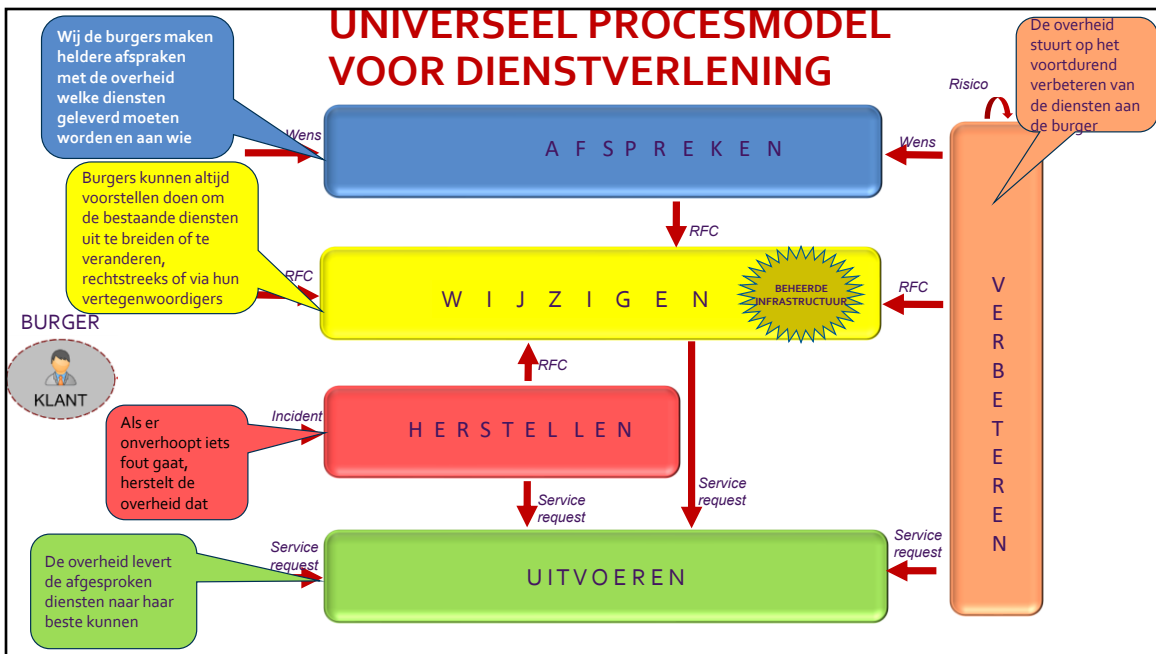 UNIVERSEEL PROCESMODEL
VOOR DIENSTVERLENING
Wij de burgers maken
heldere afspraken
met de overheid
welke diensten
geleverd moeten
worden en aan wie
De overheid
stuurt op het
voortdurend
verbeteren van
de diensten aan
de burger
Risico
Wens
A F S P R E K E N
Wens
Burgers kunnen altijd
voorstellen doen om
de bestaande diensten
uit te breiden of te
veranderen,
rechtstreeks of via hun
vertegenwoordigers
RFC
RFC
W I J Z I G E N
BEHEERDE
INFRASTRUCTUUR
RFC
V E R B E T E R E N
BURGER
KLANT
RFC
Als er
onverhoopt iets
fout gaat,
herstelt de
overheid dat
Incident
H E R S T E L L E N
Service
request
Service
request
De overheid levert
de afgesproken
diensten naar haar
beste kunnen
Service
request
UITVOEREN
Service
request